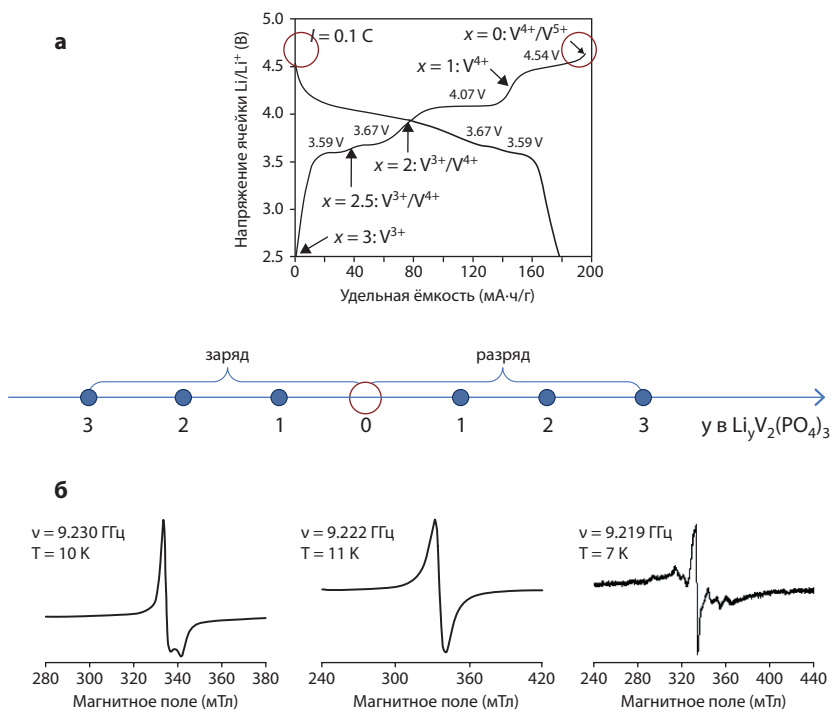 а
I = 0.1 C
x = 0: V4+/V5+
4.54 V
x = 1: V4+
4.07 V
3.59 V
3.67 V
3.67 V
3.59 V
x = 2: V3+/V4+
x = 2.5: V3+/V4+
x = 3: V3+
Напряжение ячейки Li/Li+ (В)
5.0
4.5
4.0
3.5
3.0
2.5
0 40 80 120 160 200
Удельная ёмкость (мА·ч/г)
заряд разряд
3 2 1 0 1 2 3 y в LiyV2(PO4)3
б
ν = 9.230 ГГц
T = 10 K
280 300 320 340 360 380
Магнитное поле (мТл)
ν = 9.222 ГГц
T = 11 K
240 300 360 420
Магнитное поле (мТл)
ν = 9.219 ГГц
T = 7 K
240 280 320 360 400 440
Магнитное поле (мТл)